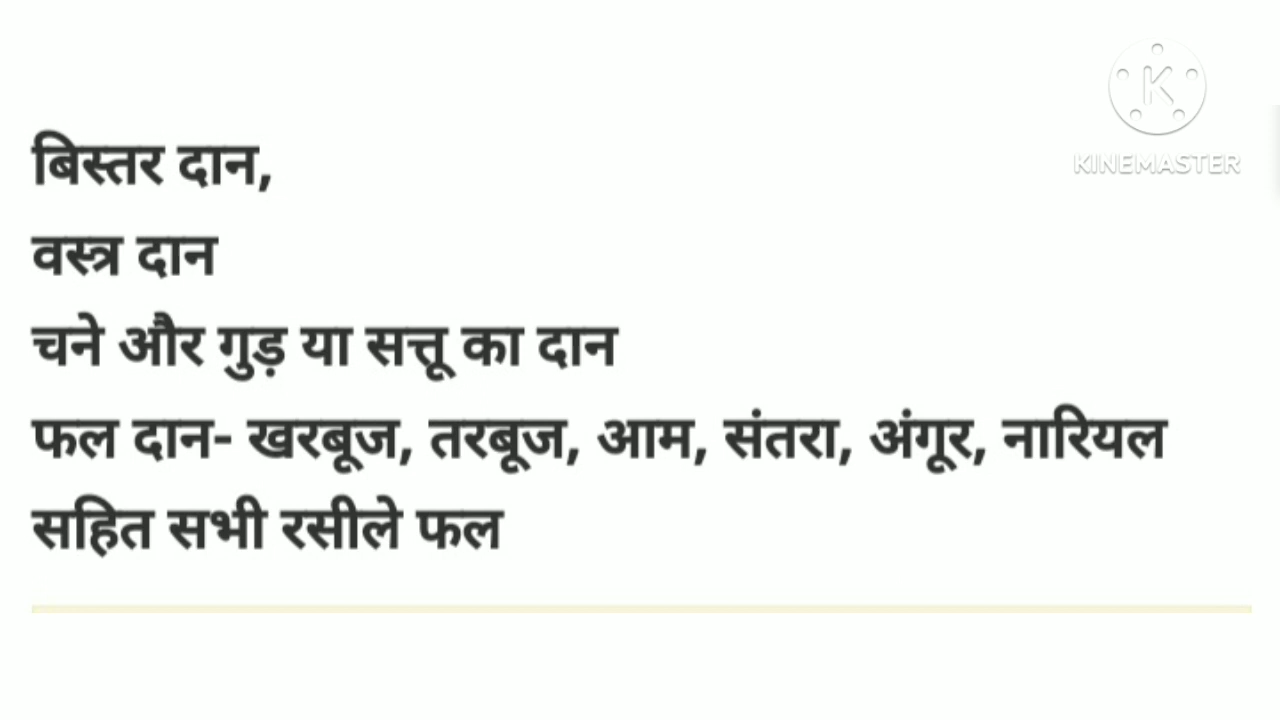 K
KINEMASTER
बिस्तर दान,
वस्त्र दान
चने और गुड़ या सत्तू का दान
फल दान- खरबूज, तरबूज, आम, संतरा, अंगूर, नारियल
सहित सभी रसीले फल